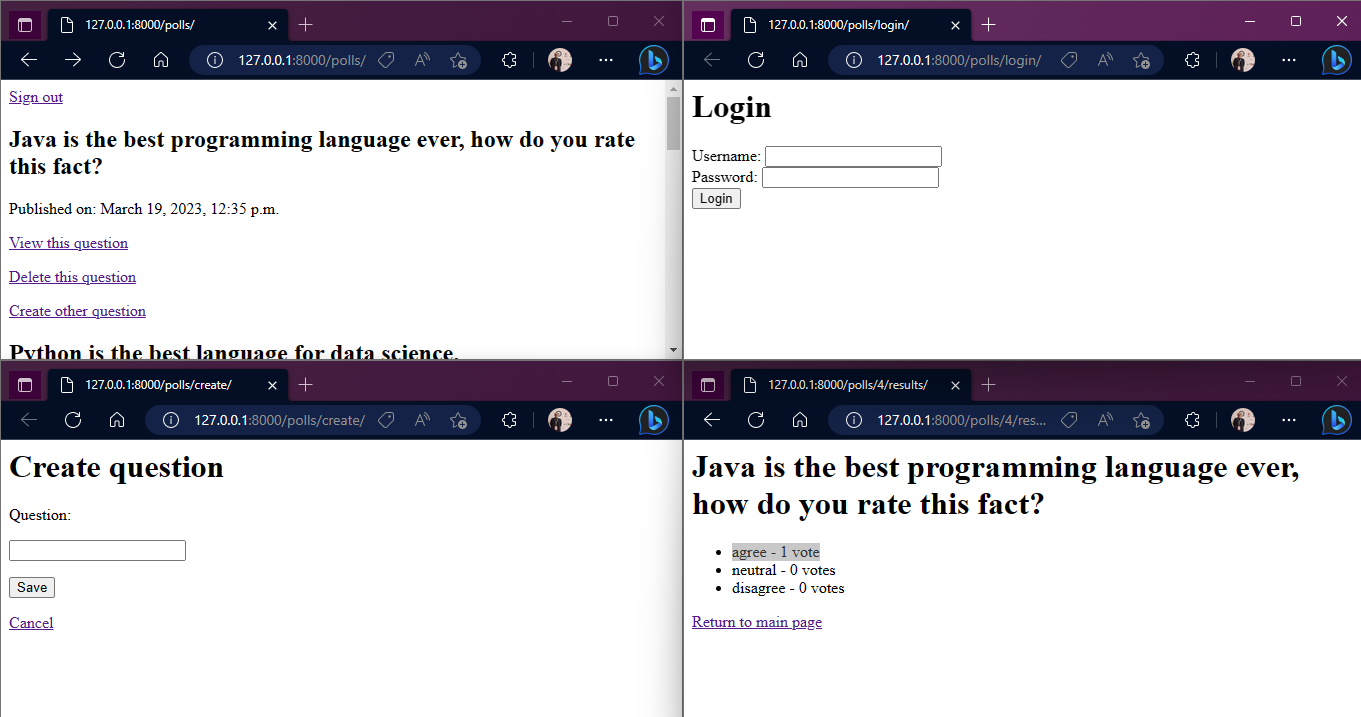 127.0.0.1:8000/polls/
127.0.0.1:8000/polls/
Sign out
Java is the best programming language ever, how do you rate
this fact?
Published on: March 19, 2023, 12:35 p.m.
View this question
Delete this question
Create other question
Python is the best language for data science.
127.0.0.1:8000/polls/login/
127.0.0.1:8000/polls/login/
Login
Username:
Password:
Login
127.0.0.1:8000/polls/create/
127.0.0.1:8000/polls/create/
Create question
Question:
Save
Cancel
127.0.0.1:8000/polls/4/results/
127.0.0.1:8000/polls/4/res...
Java is the best programming language ever,
how do you rate this fact?
agree - 1 vote
neutral - 0 votes
disagree - 0 votes
Return to main page